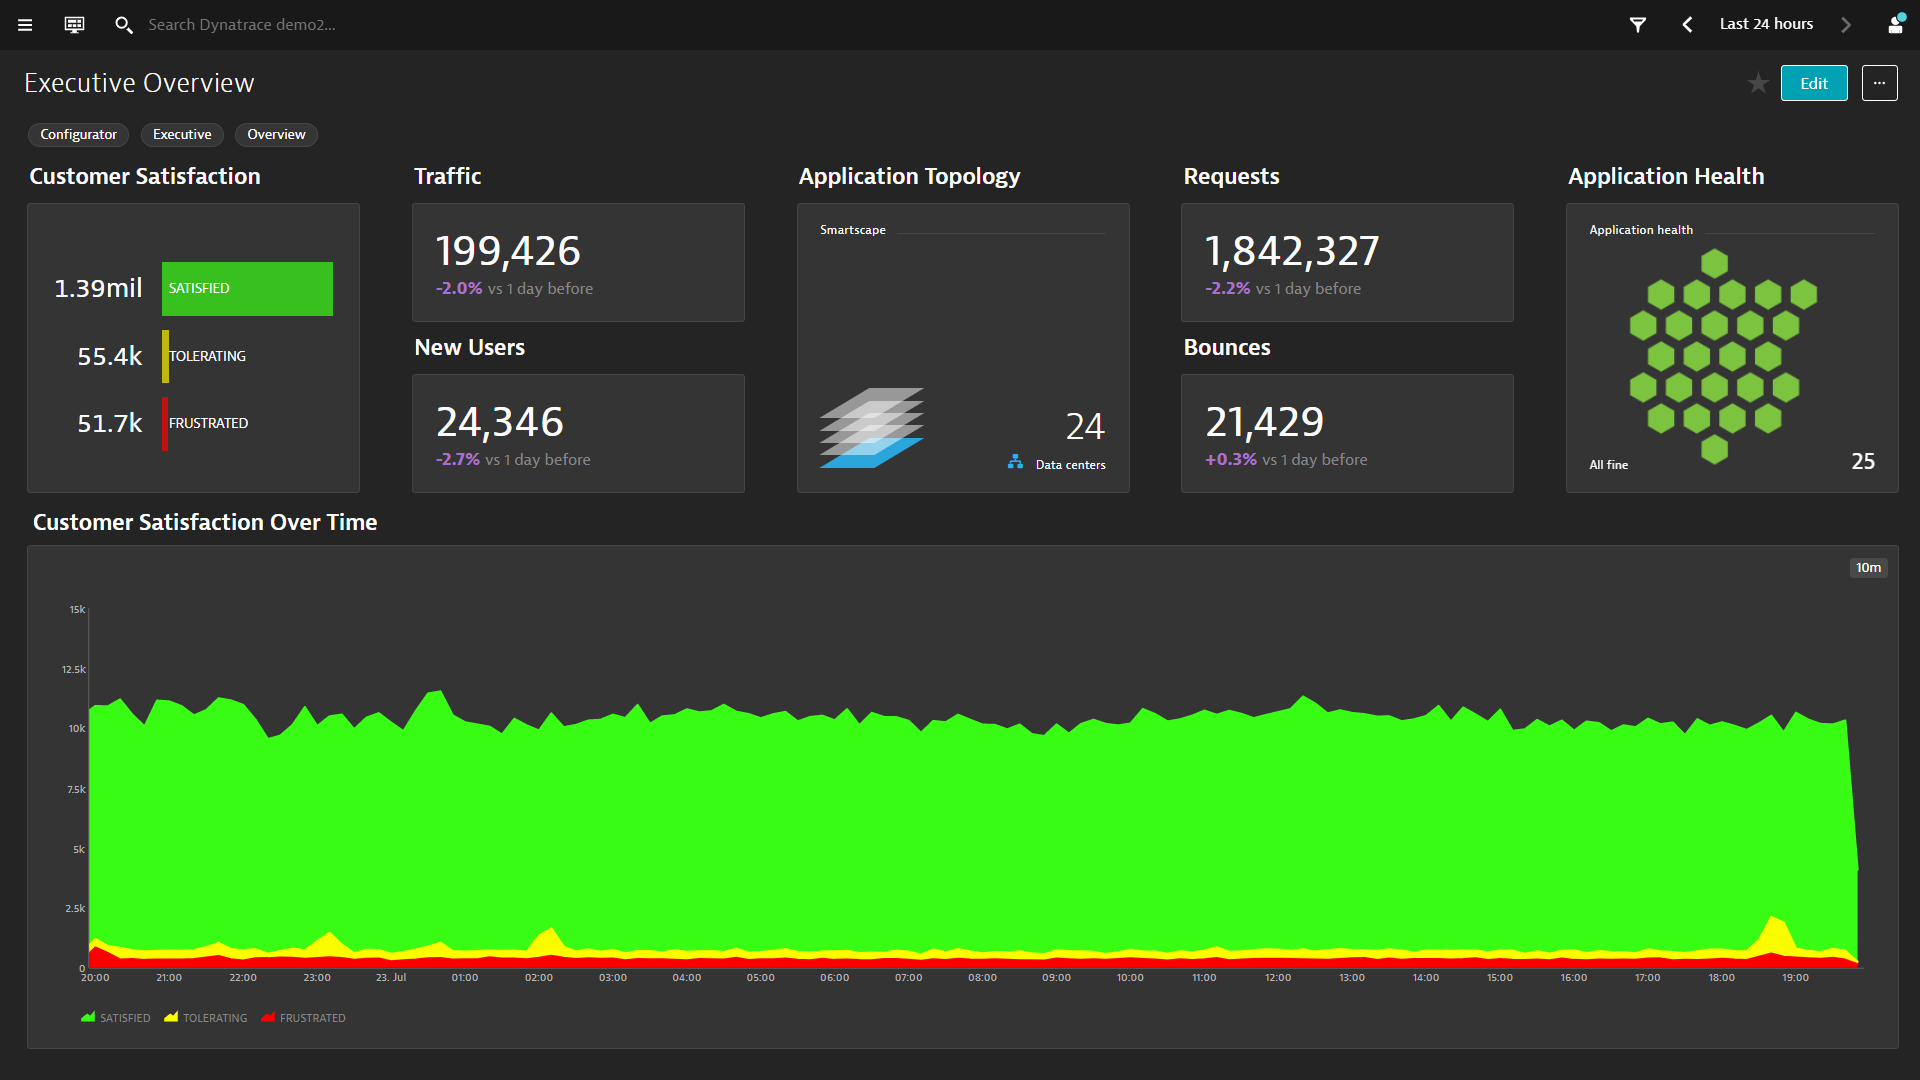 Search Dynatrace demo2...
Last 24 hours
Executive Overview
Edit
...
Configurator
Executive
Overview
Customer Satisfaction
1.39mil
SATISFIED
55.4k
TOLERATING
51.7k
FRUSTRATED
Traffic
199,426
-2.0% vs 1 day before
New Users
24,346
-2.7% vs 1 day before
Application Topology
Smartscape
24
Data centers
Requests
1,842,327
-2.2% vs 1 day before
Bounces
21,429
+0.3% vs 1 day before
Application Health
Application health
All fine
25
Customer Satisfaction Over Time
10m
15k
12.5k
10k
7.5k
5k
2.5k
0
20:00 21:00 22:00 23:00 23. Jul 01:00 02:00 03:00 04:00 05:00 06:00 07:00 08:00 09:00 10:00 11:00 12:00 13:00 14:00 15:00 16:00 17:00 18:00 19:00
SATISFIED TOLERATING FRUSTRATED